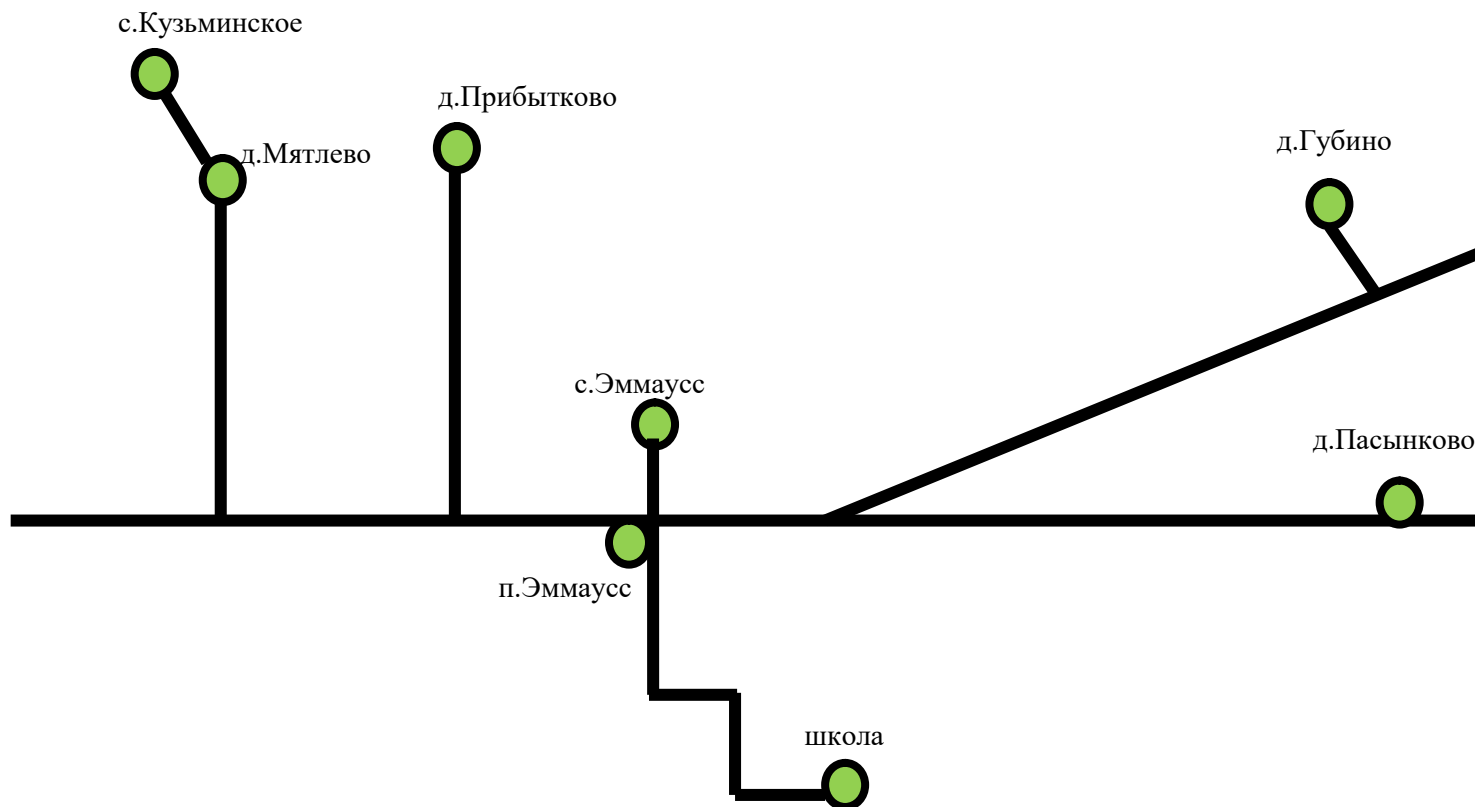 с.Кузьминское
д.Прибытково
д.Губино
д.Мятлево
с.Эммаусс
д.Пасынково
п.Эммаусс
школа